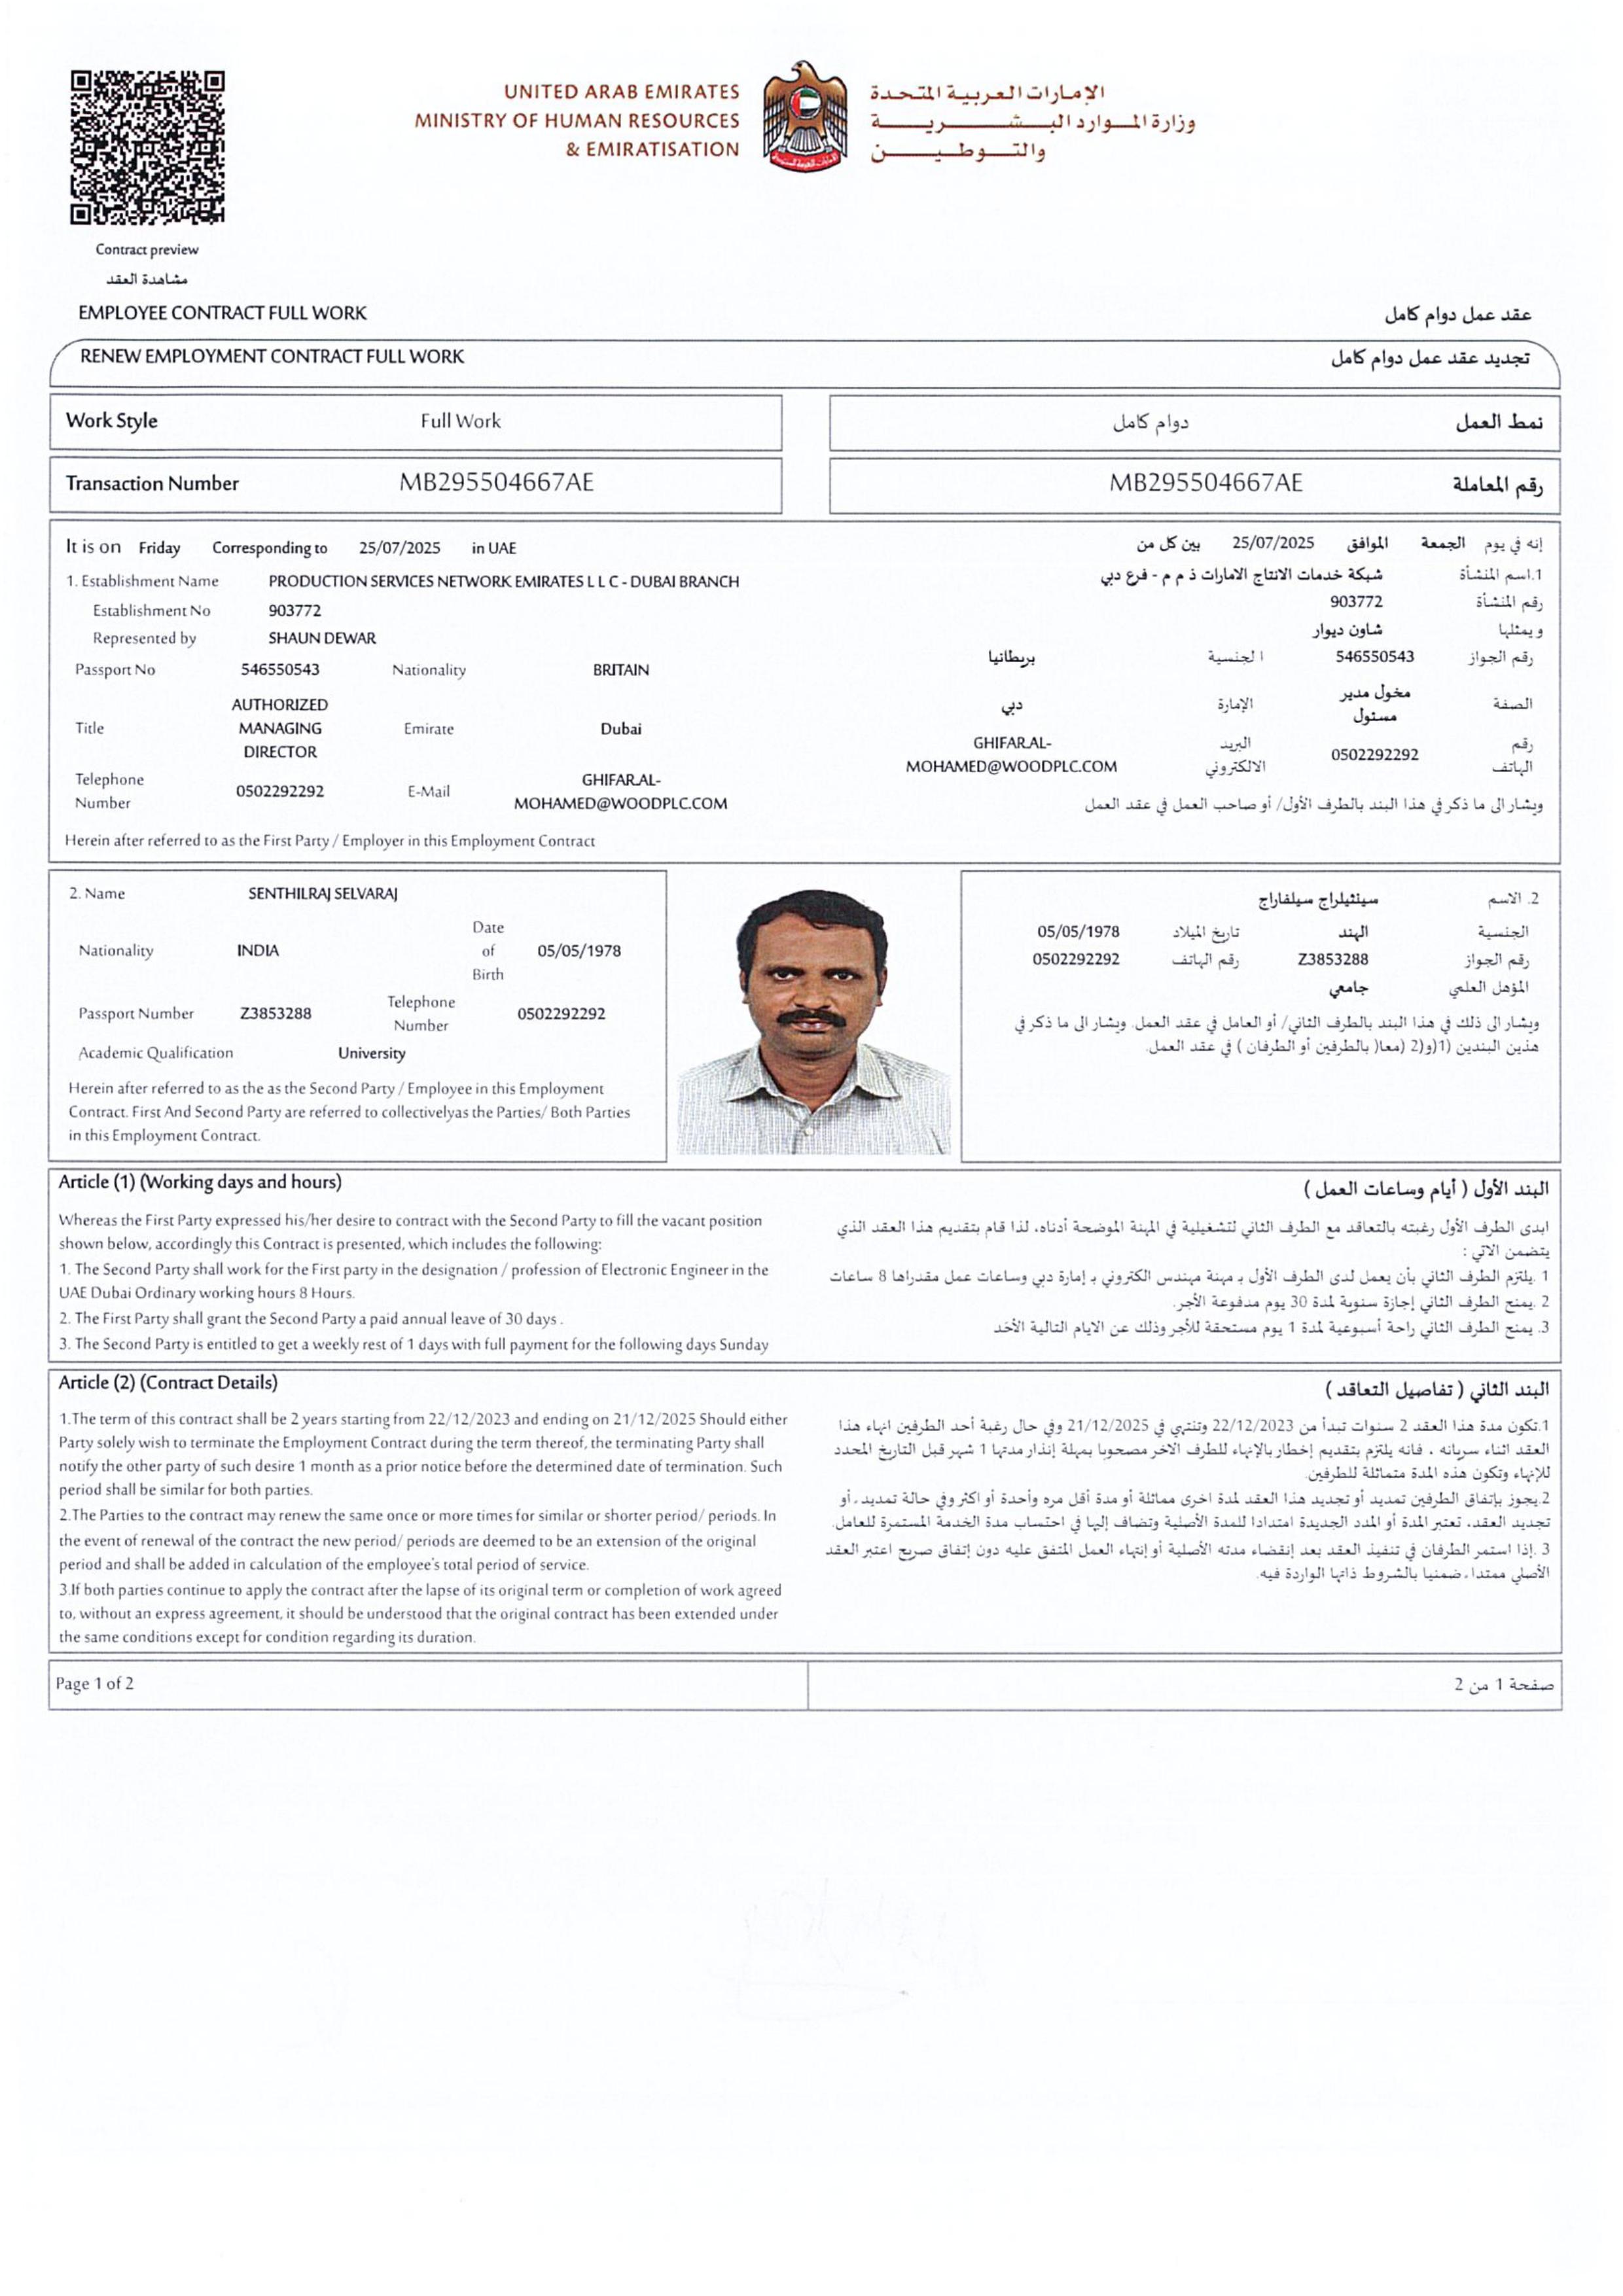 UNITED ARAB EMIRATES
MINISTRY OF HUMAN RESOURCES
& EMIRATISATION
الإمارات العربية المتحدة
وزارة الموارد البشرية
والتوطين
Contract preview
مشاهدة العقد
EMPLOYEE CONTRACT FULL WORK
عقد عمل دوام كامل
RENEW EMPLOYMENT CONTRACT FULL WORK
تجديد عقد عمل دوام كامل
Work Style Full Work
دوام كامل نمط العمل
Transaction Number MB295504667AE
MB295504667AE رقم المعاملة
It is on Friday Corresponding to 25/07/2025 in UAE
1. Establishment Name PRODUCTION SERVICES NETWORK EMIRATES L L C - DUBAI BRANCH
Establishment No 903772
Represented by SHAUN DEWAR
Passport No 546550543 Nationality BRITAIN
Title AUTHORIZED MANAGING DIRECTOR Emirate Dubai
Telephone Number 0502292292 E-Mail GHIFAR.AL-MOHAMED@WOODPLC.COM
Herein after referred to as the First Party / Employer in this Employment Contract
إنه في يوم الجمعة الموافق 25/07/2025 بين كل من
1.اسم المنشأة شبكة خدمات الانتاج الامارات ذ م م - فرع دبي
رقم المنشأة 903772
و يمثلها شاون ديوار
رقم الجواز 546550543 الجنسية بريطانيا
الصفة مخول مدير مسئول الإمارة دبي
رقم الهاتف 0502292292 البريد الالكتروني GHIFAR.AL-MOHAMED@WOODPLC.COM
ويشار الى ما ذكر في هذا البند بالطرف الأول/ أو صاحب العمل في عقد العمل
2. Name SENTHILRAJ SELVARAJ
Nationality INDIA Date of Birth 05/05/1978
Passport Number Z3853288 Telephone Number 0502292292
Academic Qualification University
Herein after referred to as the as the Second Party / Employee in this Employment
Contract. First And Second Party are referred to collectivelyas the Parties/ Both Parties
in this Employment Contract.
2. الاسم سينثيلراج سيلفاراج
الجنسية الهند تاريخ الميلاد 05/05/1978
رقم الجواز Z3853288 رقم الهاتف 0502292292
المؤهل العلمي جامعي
ويشار الى ذلك في هذا البند بالطرف الثاني/ أو العامل في عقد العمل. ويشار الى ما ذكر في
هذين البندين (1)و(2 (معا( بالطرفين أو الطرفان ) في عقد العمل.
Article (1) (Working days and hours)
Whereas the First Party expressed his/her desire to contract with the Second Party to fill the vacant position
shown below, accordingly this Contract is presented, which includes the following:
1. The Second Party shall work for the First party in the designation / profession of Electronic Engineer in the
UAE Dubai Ordinary working hours 8 Hours.
2. The First Party shall grant the Second Party a paid annual leave of 30 days .
3. The Second Party is entitled to get a weekly rest of 1 days with full payment for the following days Sunday
البند الأول ( أيام وساعات العمل )
ابدى الطرف الأول رغبته بالتعاقد مع الطرف الثاني لتشغيلية في المهنة الموضحة أدناه، لذا قام بتقديم هذا العقد الذي
يتضمن الاتي :
1 .يلتزم الطرف الثاني بأن يعمل لدى الطرف الأول بـ مهنة مهندس الكتروني بـ إمارة دبي وساعات عمل مقدراها 8 ساعات
2 .يمنح الطرف الثاني إجازة سنوية لمدة 30 يوم مدفوعة الأجر.
3. يمنح الطرف الثاني راحة أسبوعية لمدة 1 يوم مستحقة للأجر وذلك عن الايام التالية الأحد
Article (2) (Contract Details)
1.The term of this contract shall be 2 years starting from 22/12/2023 and ending on 21/12/2025 Should either
Party solely wish to terminate the Employment Contract during the term thereof, the terminating Party shall
notify the other party of such desire 1 month as a prior notice before the determined date of termination. Such
period shall be similar for both parties.
2.The Parties to the contract may renew the same once or more times for similar or shorter period/ periods. In
the event of renewal of the contract the new period/ periods are deemed to be an extension of the original
period and shall be added in calculation of the employee's total period of service.
3.If both parties continue to apply the contract after the lapse of its original term or completion of work agreed
to, without an express agreement, it should be understood that the original contract has been extended under
the same conditions except for condition regarding its duration.
البند الثاني ( تفاصيل التعاقد )
1.تكون مدة هذا العقد 2 سنوات تبدأ من 22/12/2023 وتنتهي في 21/12/2025 وفي حال رغبة أحد الطرفين انهاء هذا
العقد اثناء سريانه ، فانه يلتزم بتقديم إخطار بالإنهاء للطرف الاخر مصحوبا بمهلة إنذار مدتها 1 شهر قبل التاريخ المحدد
للإنهاء وتكون هذه المدة متماثلة للطرفين.
2.يجوز بإتفاق الطرفين تمديد أو تجديد هذا العقد لمدة اخرى مماثلة أو مدة أقل مره وأحدة أو اكثر وفي حالة تمديد ، أو
تجديد العقد، تعتبر المدة أو المدد الجديدة امتدادا للمدة الأصلية وتضاف إليها في احتساب مدة الخدمة المستمرة للعامل.
3 .إذا استمر الطرفان في تنفيذ العقد بعد إنقضاء مدته الأصلية أو إنتهاء العمل المتفق عليه دون إتفاق صريح اعتبر العقد
الأصلي ممتدا، ضمنيا بالشروط ذاتها الواردة فيه.
Page 1 of 2
صفحة 1 من 2